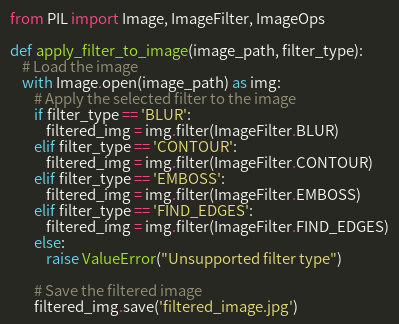 from PIL import Image, ImageFilter, ImageOps

def apply_filter_to_image(image_path, filter_type):
    # Load the image
    with Image.open(image_path) as img:
        # Apply the selected filter to the image
        if filter_type == 'BLUR':
            filtered_img = img.filter(ImageFilter.BLUR)
        elif filter_type == 'CONTOUR':
            filtered_img = img.filter(ImageFilter.CONTOUR)
        elif filter_type == 'EMBOSS':
            filtered_img = img.filter(ImageFilter.EMBOSS)
        elif filter_type == 'FIND_EDGES':
            filtered_img = img.filter(ImageFilter.FIND_EDGES)
        else:
            raise ValueError("Unsupported filter type")

        # Save the filtered image
        filtered_img.save('filtered_image.jpg')